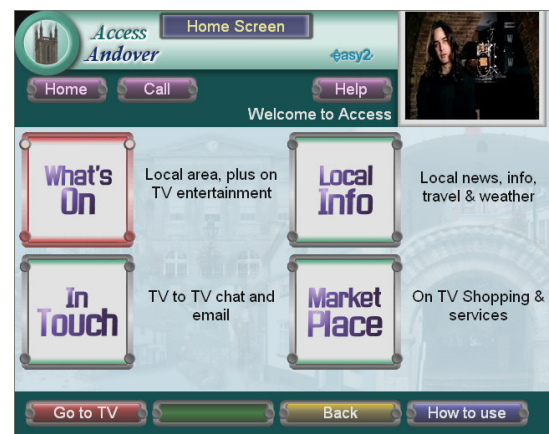 Home Screen
Access
Andover
easy2
Home
Call
Help
Welcome to Access
What's
On
Local area, plus on
TV entertainment
Local
Info
Local news, info,
travel & weather
In
Touch
TV to TV chat and
email
Market
Place
On TV Shopping &
services
Go to TV
Back
How to use